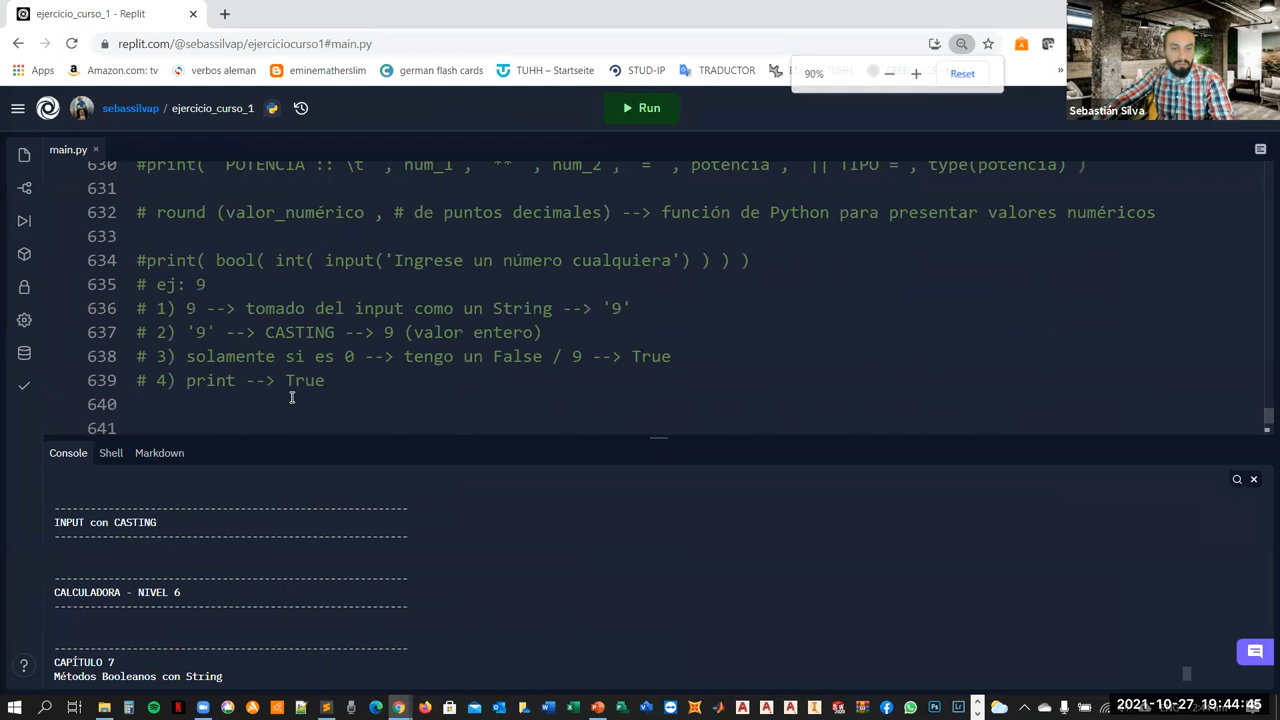 ejercicio_curso_1 - Replit
replit.com/@sebassilvap/ejerciciocurso1#main.py
Apps
Amazon.com: tv
verbos aleman
eminemetherslim
german flash cards
TUHH – Startseite
STUD-IP
TRADUCTOR
90%
Reset
Sebastián Silva
sebassilvap / ejercicio_curso_1
Run
main.py
630 #print( POTENCIA :: \t , num_1 , ** , num_2 , = , potencia , || TIPO = , type(potencia) )
631
632 # round (valor_numérico , # de puntos decimales) --> función de Python para presentar valores numéricos
633
634 #print( bool( int( input('Ingrese un número cualquiera') ) ) )
635 # ej: 9
636 # 1) 9 --> tomado del input como un String --> '9'
637 # 2) '9' --> CASTING --> 9 (valor entero)
638 # 3) solamente si es 0 --> tengo un False / 9 --> True
639 # 4) print --> True
640
641
Console Shell Markdown
INPUT con CASTING
CALCULADORA - NIVEL 6
CAPÍTULO 7
Métodos Booleanos con String
2021-10-27 19:44:45